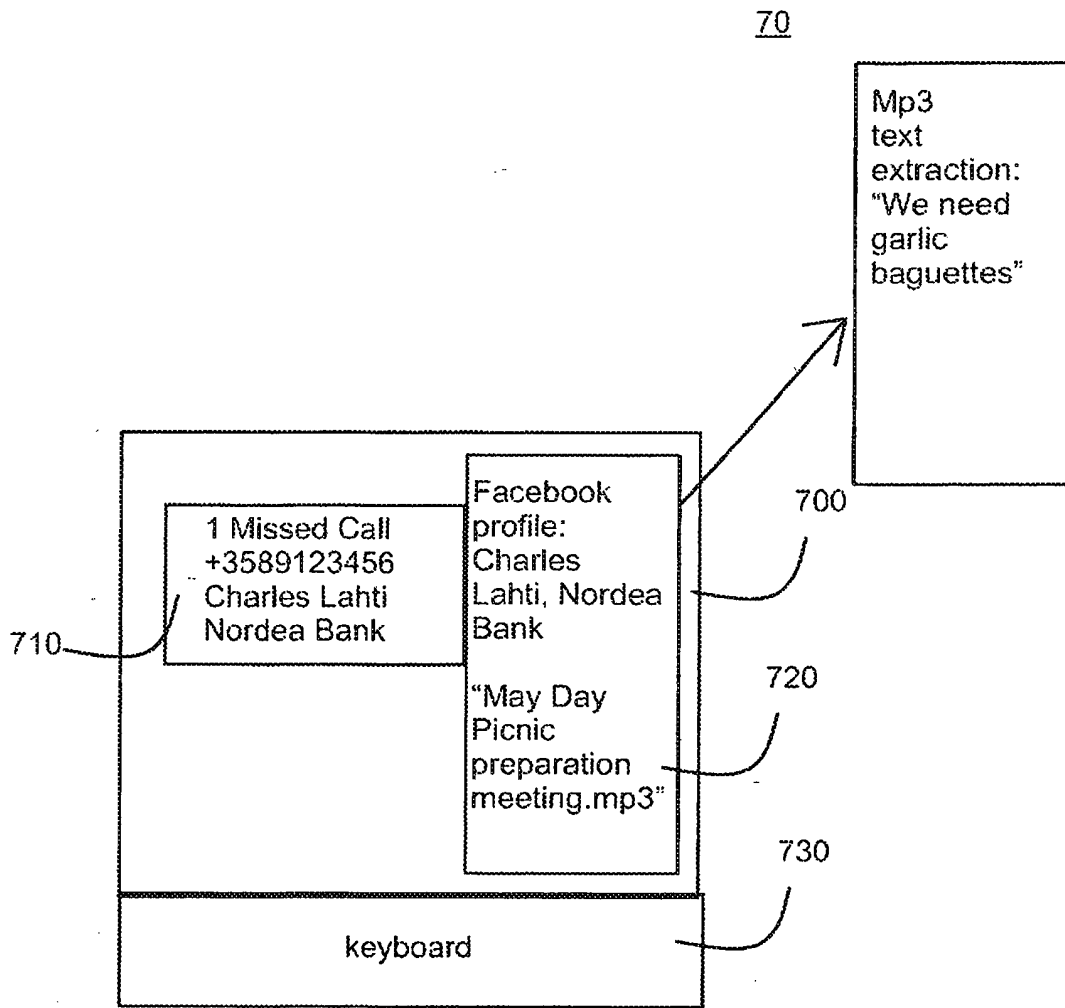 70
Mp3
text
extraction:
“We need
garlic
baguettes”
700
Facebook
profile:
Charles
Lahti, Nordea
Bank
“May Day
Picnic
preparation
meeting.mp3”
1 Missed Call
+3589123456
Charles Lahti
Nordea Bank
710
720
730
keyboard